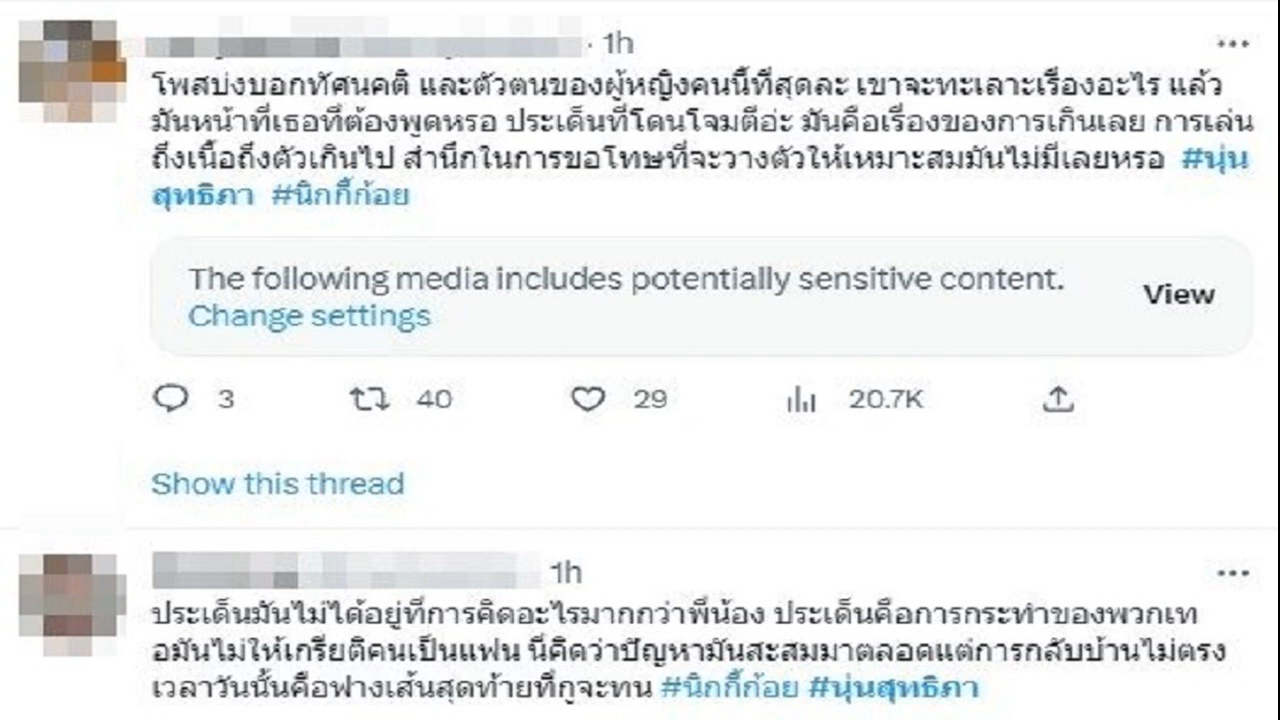 · 1h
โพสบ่งบอกทัศนคติ และตัวตนของผู้หญิงคนนี้ที่สุดละ เขาจะทะเลาะเรื่องอะไร แล้ว
มันหน้าที่เธอที่ต้องพูดหรอ ประเด็นที่โดนโจมตีอ่ะ มันคือเรื่องของการเกินเลย การเล่น
ถึงเนื้อถึงตัวเกินไป สำนึกในการขอโทษที่จะวางตัวให้เหมาะสมมันไม่มีเลยหรอ #นุ่น
สุทธิภา #นิกกี้ก้อย
The following media includes potentially sensitive content.
Change settings
View
3 40 29 20.7K
Show this thread
1h
ประเด็นมันไม่ได้อยู่ที่การคิดอะไรมากกว่าพี่น้อง ประเด็นคือการกระทำของพวกเท
อมันไม่ให้เกรียติคนเป็นแฟน นี่คิดว่าปัญหามันสะสมมาตลอดแต่การกลับบ้านไม่ตรง
เวลาวันนั้นคือฟางเส้นสุดท้ายที่กูจะทน #นิกกี้ก้อย #นุ่นสุทธิภา